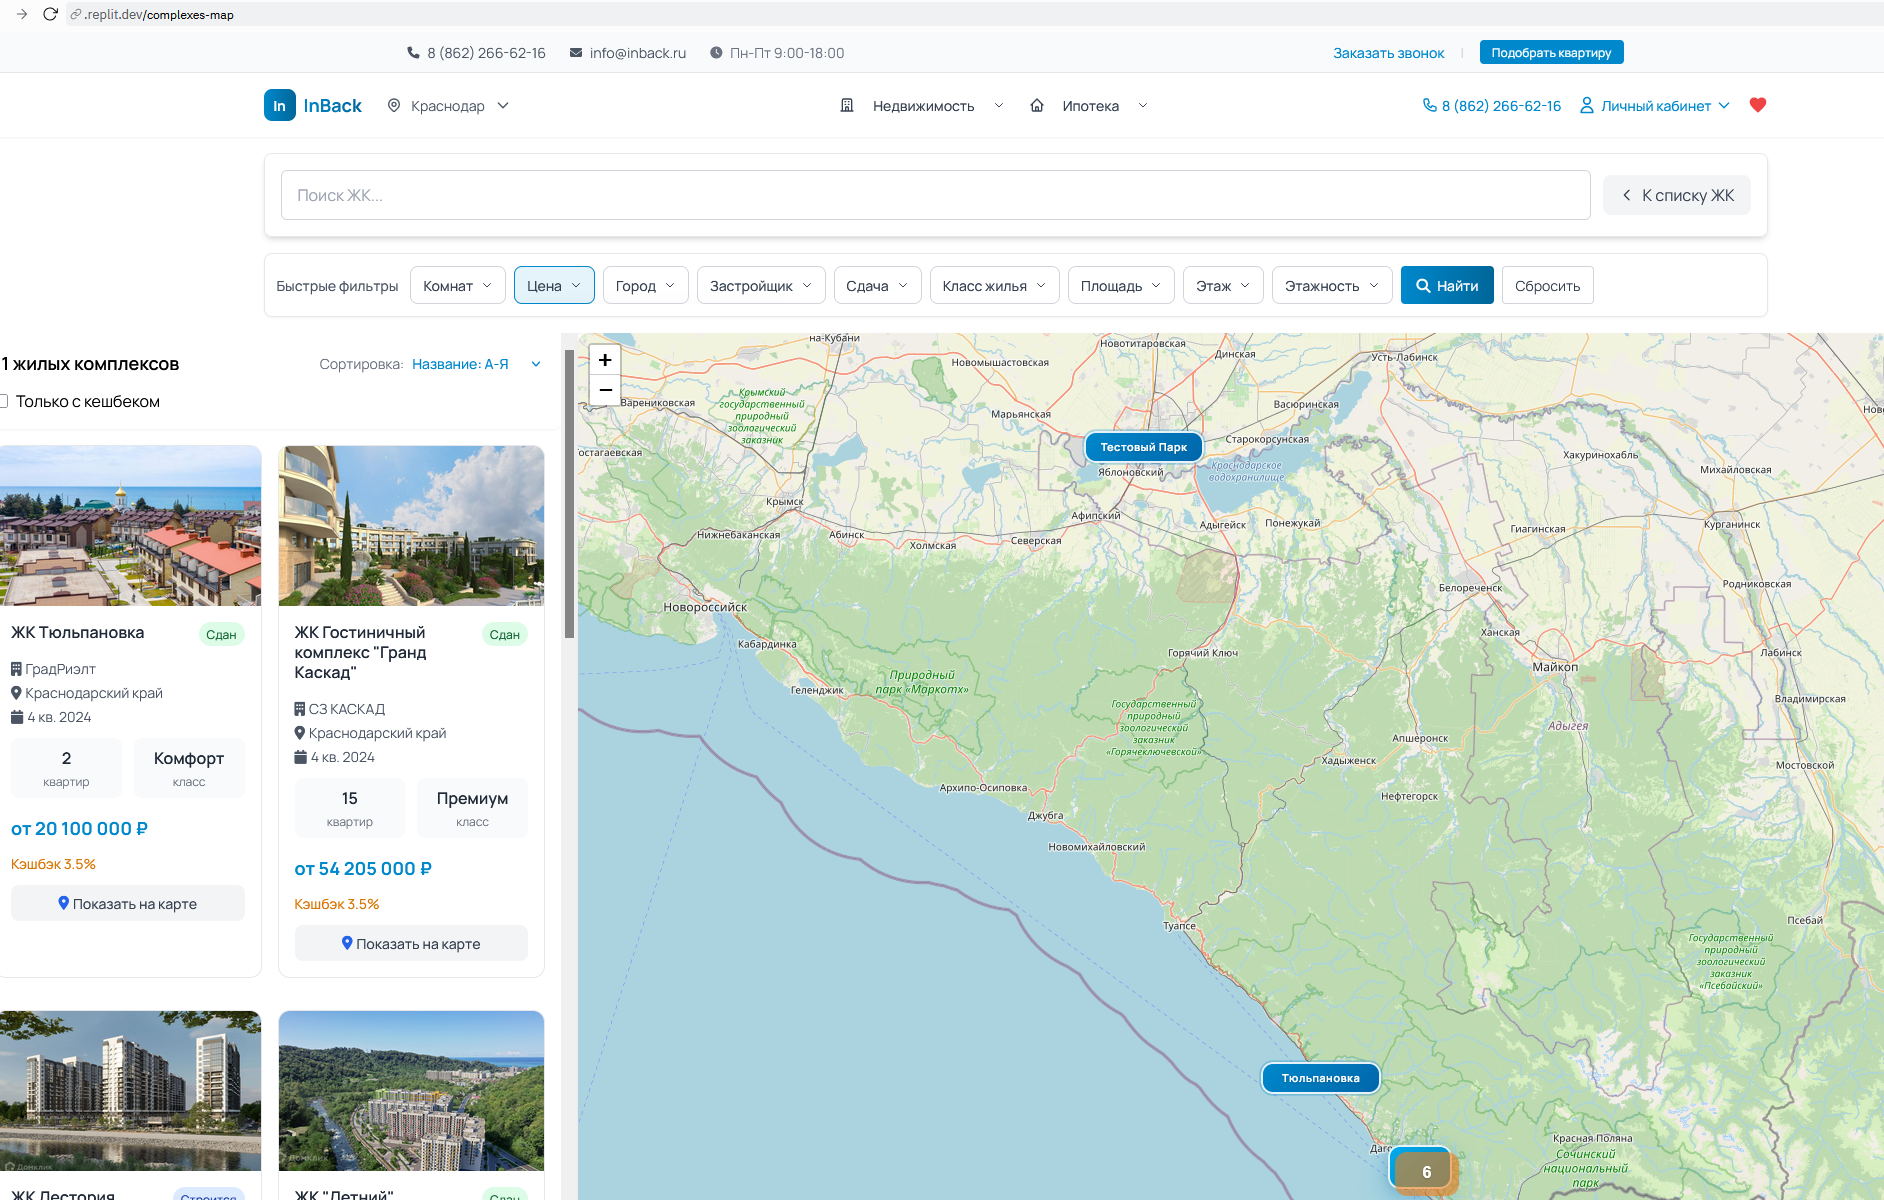 .replit.dev/complexes-map
8 (862) 266-62-16 info@inback.ru Пн-Пт 9:00-18:00 Заказать звонок Подобрать квартиру
In InBack Краснодар Недвижимость Ипотека 8 (862) 266-62-16 Личный кабинет
Поиск ЖК... К списку ЖК
Быстрые фильтры Комнат Цена Город Застройщик Сдача Класс жилья Площадь Этаж Этажность Найти Сбросить
1 жилых комплексов Сортировка: Название: А-Я
Только с кешбеком
ЖК Тюльпановка Сдан
ГрадРиэлт
Краснодарский край
4 кв. 2024
2 квартир
Комфорт класс
от 20 100 000 ₽
Кэшбэк 3.5%
Показать на карте
ЖК Гостиничный
комплекс "Гранд
Каскад"
Сдан
СЗ КАСКАД
Краснодарский край
4 кв. 2024
15 квартир
Премиум класс
от 54 205 000 ₽
Кэшбэк 3.5%
Показать на карте
Домклик
ЖК Лестория Строится
ЖК "Летний" Сдан
+
−
на-Кубани
Новотитаровская
Динская
Усть-Лабинск
Новомышастовская
Крымский
государственный
природный
зоологический
заказник
Варениковская
Марьянская
Васюринская
Ново
Тестовый Парк
Старокорсунская
остагаевская
Яблоновский
Краснодарское
водохранилище
Хакуринохабль
Михайловская
Крымск
Афипский
Адыгейск
Понежукай
Гиагинская
Курганинск
Нижнебаканская
Абинск
Холмская
Северская
Белореченск
Родниковская
Новороссийск
Кабардинка
Горячий Ключ
Ханская
Майкоп
Лабинск
Природный
парк «Маркотх»
Геленджик
Государственный
природный
зоологический
заказник
«Горячеключевской»
Владимирская
Адыгея
Апшеронск
Хадыженск
Мостовской
Архипо-Осиповка
Нефтегорск
Джубга
Новомихайловский
Туапсе
Псебай
Государственный
природный
зоологический
заказник
«Псебайский»
Тюльпановка
Даго
6
Красная Поляна
Сочинский
национальный
парк